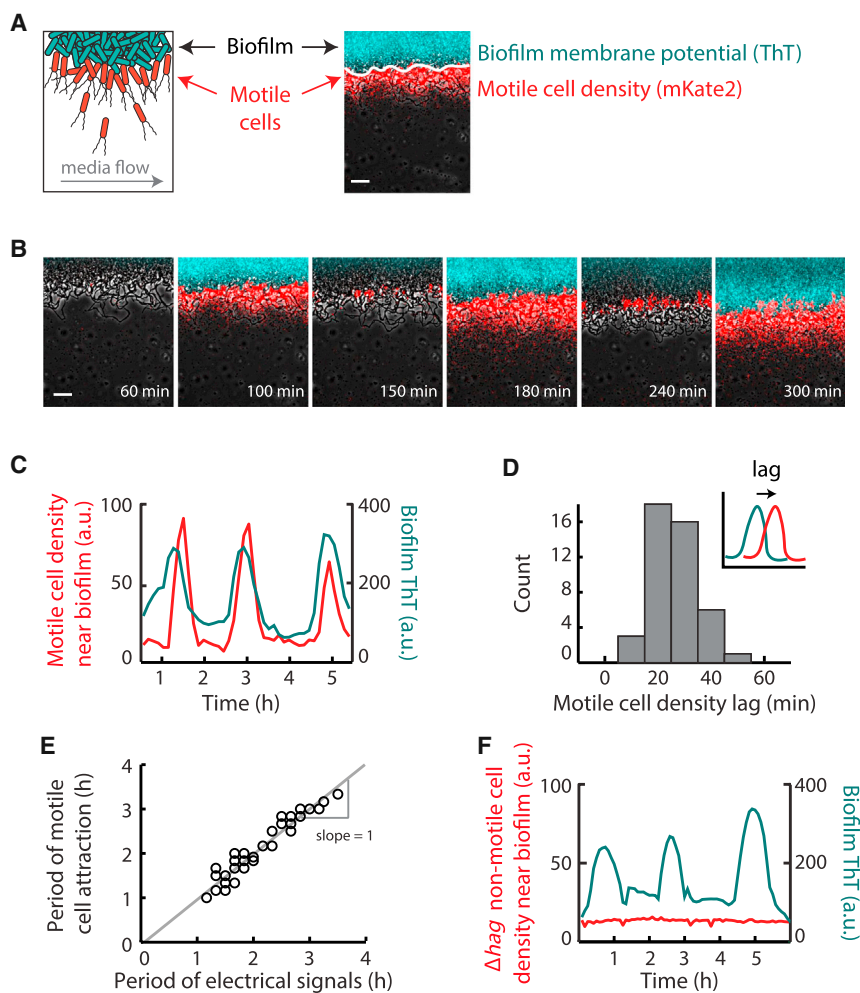 A
Biofilm
Motile
cells
media flow
Biofilm membrane potential (ThT)
Motile cell density (mKate2)
B
60 min
100 min
150 min
180 min
240 min
300 min
C
Motile cell density
near biofilm (a.u.)
100
50
0
400
200
0
Biofilm ThT
(a.u.)
1 2 3 4 5
Time (h)
D
lag
Count
16
12
8
4
0
0 20 40 60
Motile cell density lag (min)
E
Period of motile
cell attraction (h)
4
3
2
1
0
slope = 1
0 1 2 3 4
Period of electrical signals (h)
F
Δhag non-motile cell
density near biofilm (a.u.)
100
50
0
400
200
0
Biofilm ThT
(a.u.)
1 2 3 4 5
Time (h)